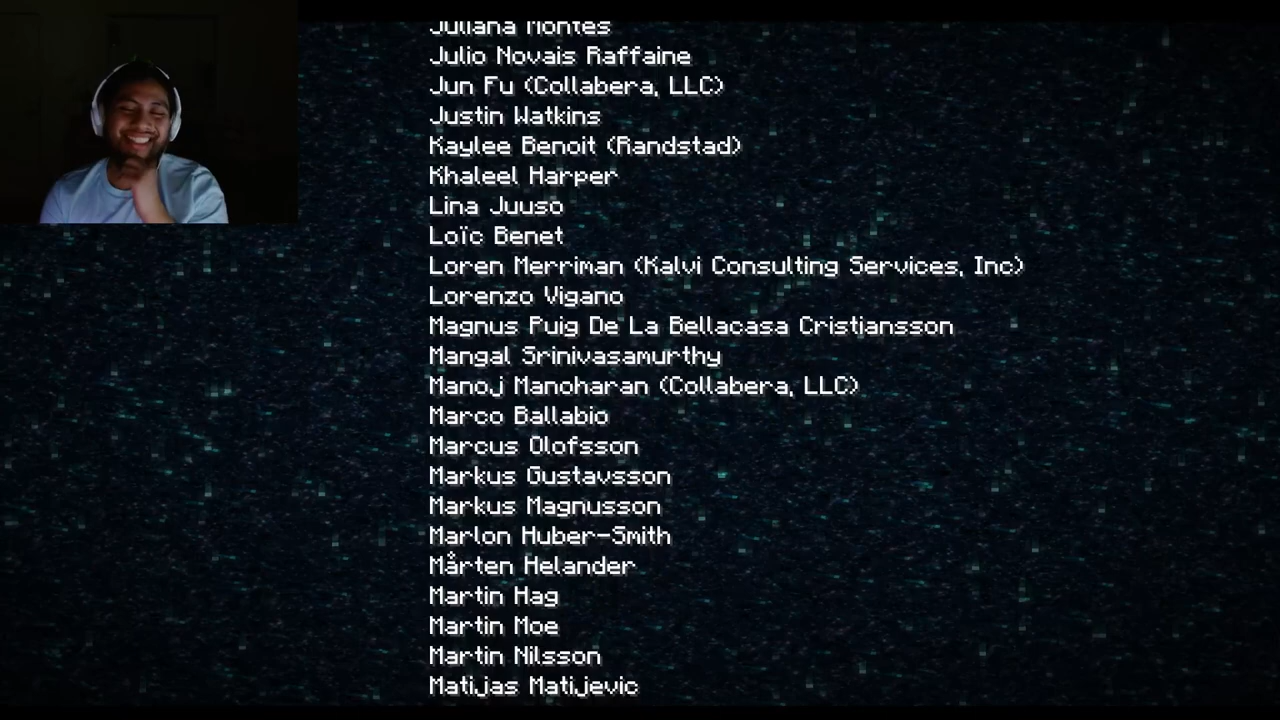 Juliana Montes
Julio Novais Raffaine
Jun Fu (Collabera, LLC)
Justin Watkins
Kaylee Benoit (Randstad)
Khaleel Harper
Lina Juuso
Loïc Benet
Loren Merriman (Kalvi Consulting Services, Inc)
Lorenzo Vigano
Magnus Puig De La Bellacasa Cristiansson
Mangal Srinivasamurthy
Manoj Manoharan (Collabera, LLC)
Marco Ballabio
Marcus Olofsson
Markus Gustavsson
Markus Magnusson
Marlon Huber-Smith
Mårten Helander
Martin Hag
Martin Moe
Martin Nilsson
Matijas Matijevic